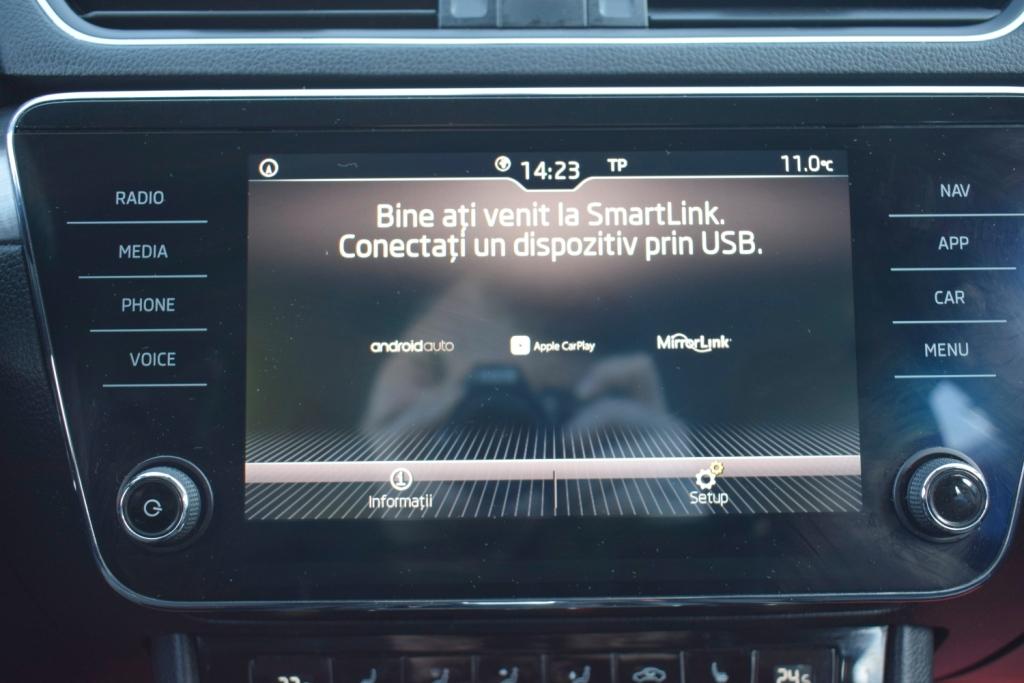 14:23 TP 11.0°C
RADIO
MEDIA
PHONE
VOICE
Bine ați venit la SmartLink.
Conectați un dispozitiv prin USB.
androidauto Apple CarPlay MirrorLink
Informații Setup
NAV
APP
CAR
MENU